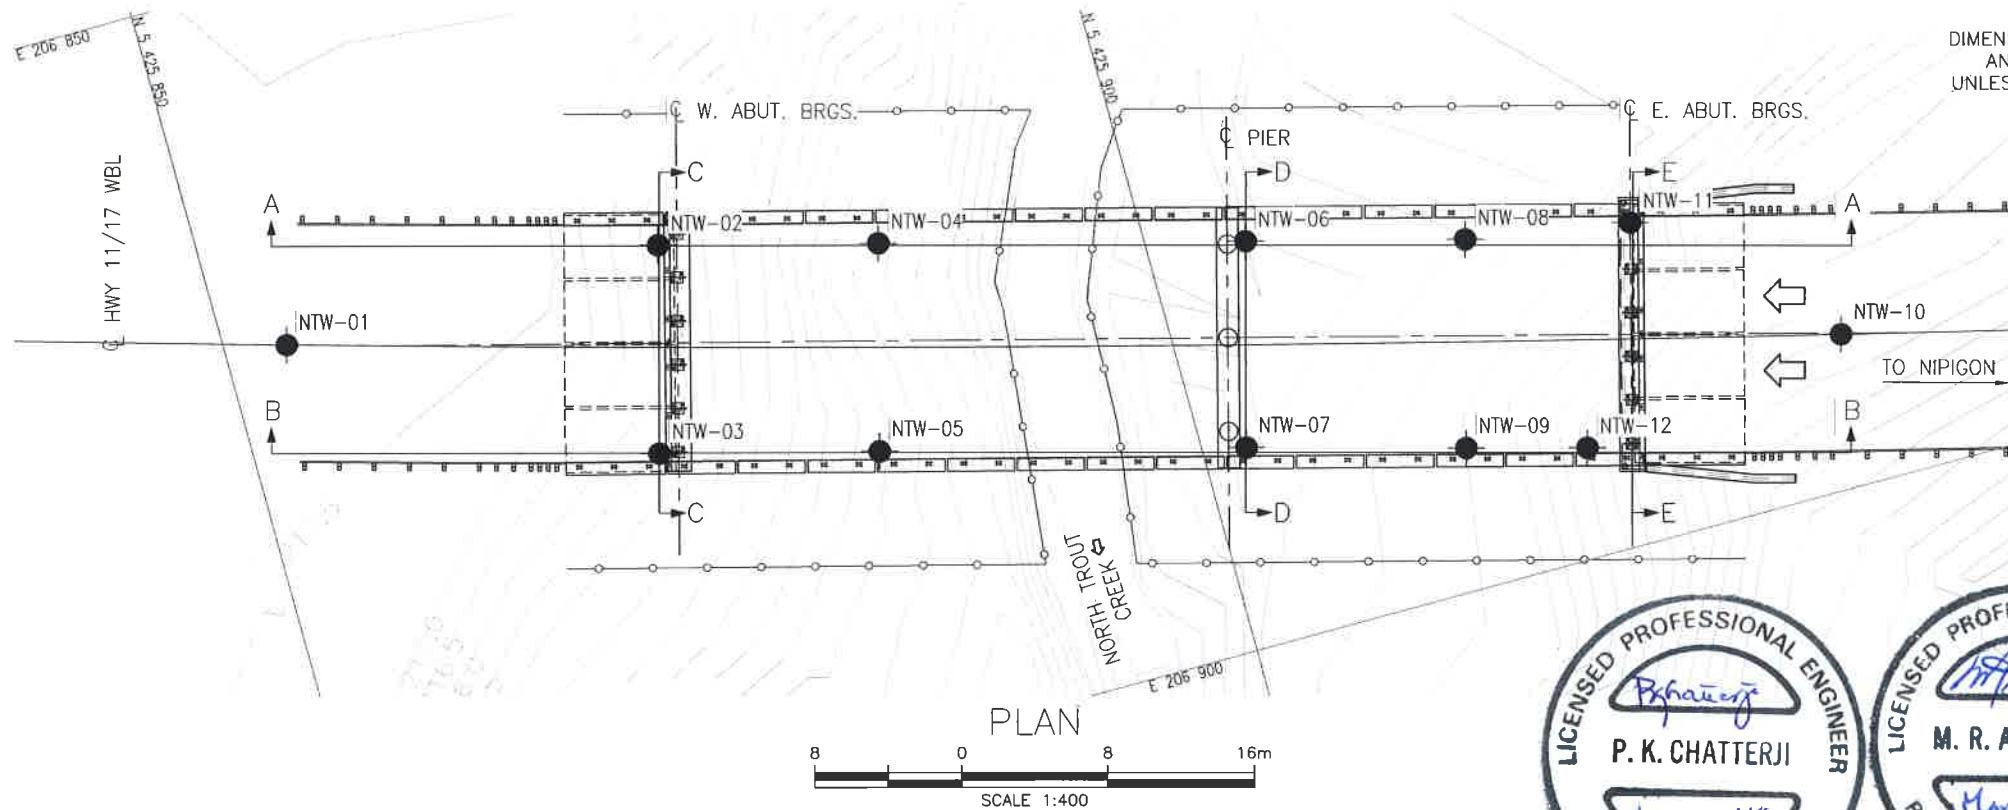 E 206 850
N 5 425 850
N 5 425 900
DIMEN
AN
UNLES
℄ W. ABUT. BRGS.
℄ PIER
℄ E. ABUT. BRGS.
℄ HWY 11/17 WBL
C
D
E
A
NTW-02
NTW-04
NTW-06
NTW-08
NTW-11
A
NTW-01
NTW-10
TO NIPIGON
B
NTW-03
NTW-05
NTW-07
NTW-09
NTW-12
B
C
D
E
NORTH TROUT
CREEK
E 206 900
PLAN
8 0 8 16m
SCALE 1:400
LICENSED PROFESSIONAL ENGINEER
P. K. CHATTERJI
LICENSED PROF
M. R. A